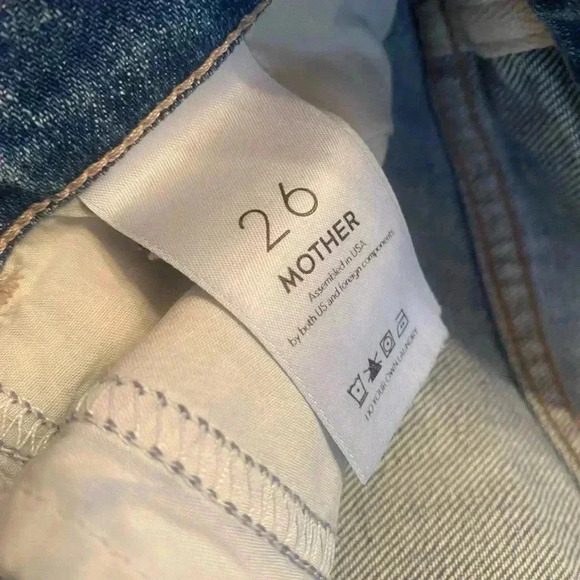 26
MOTHER
Assembled in USA
by both US and foreign components
DO YOUR OWN LAUNDRY